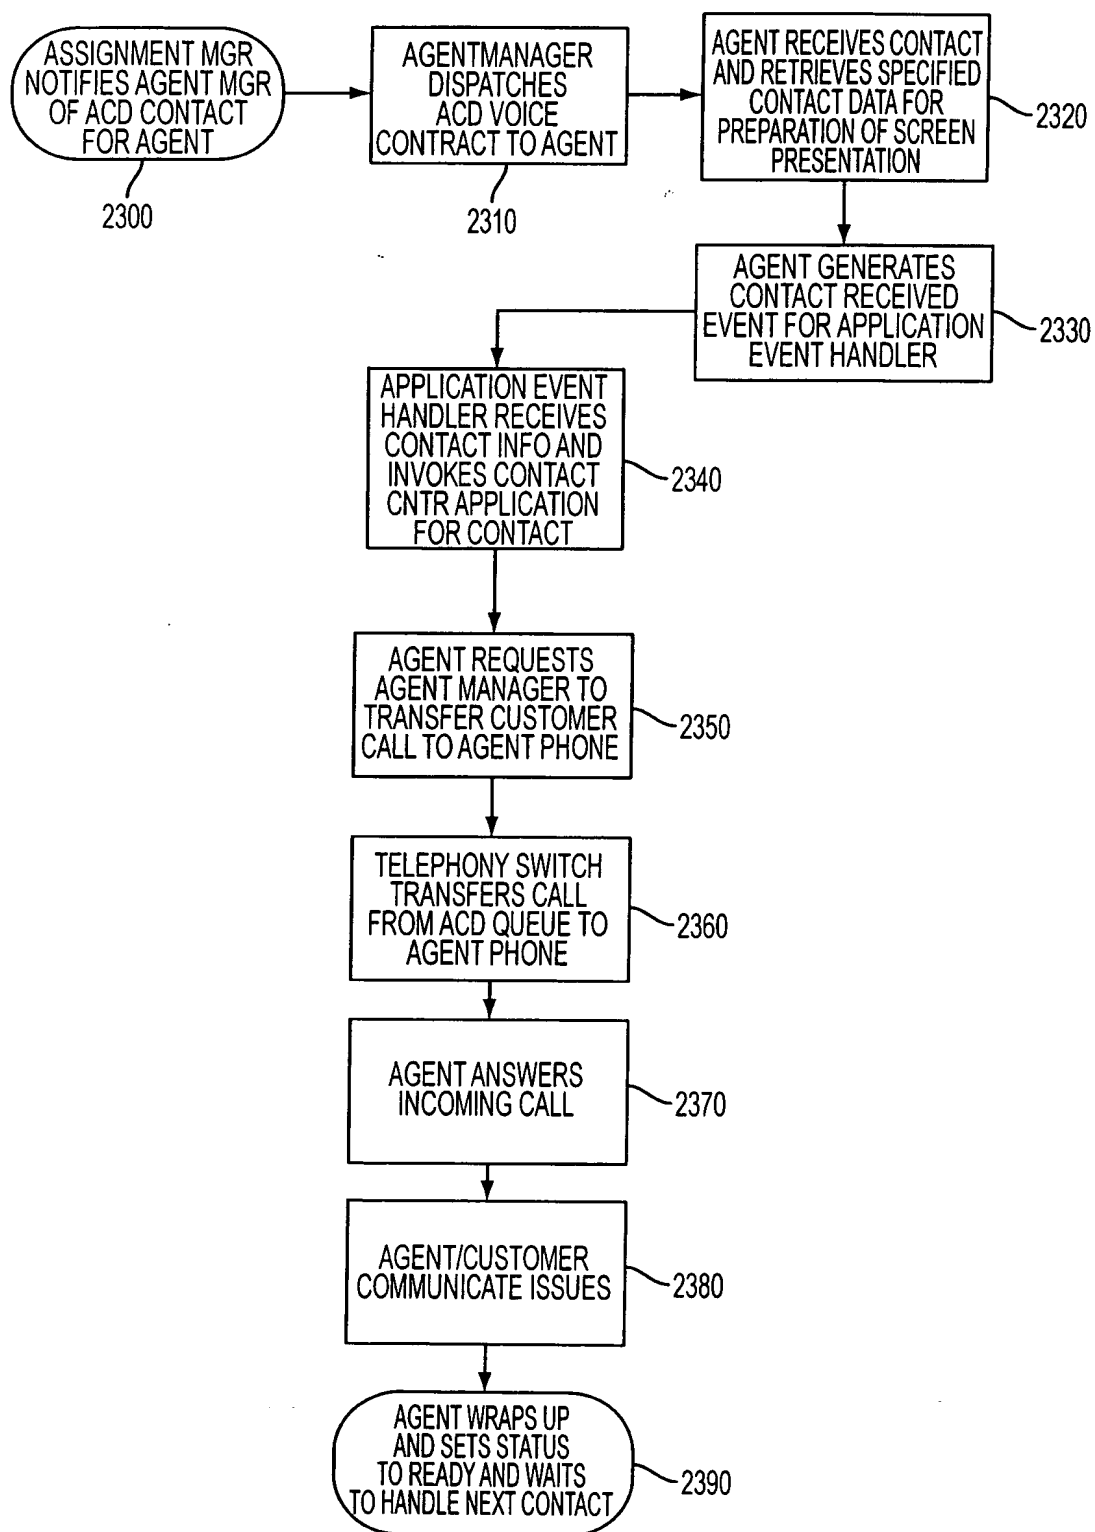 ASSIGNMENT MGR
NOTIFIES AGENT MGR
OF ACD CONTACT
FOR AGENT
2300
AGENTMANAGER
DISPATCHES
ACD VOICE
CONTRACT TO AGENT
2310
AGENT RECEIVES CONTACT
AND RETRIEVES SPECIFIED
CONTACT DATA FOR
PREPARATION OF SCREEN
PRESENTATION
2320
AGENT GENERATES
CONTACT RECEIVED
EVENT FOR APPLICATION
EVENT HANDLER
2330
APPLICATION EVENT
HANDLER RECEIVES
CONTACT INFO AND
INVOKES CONTACT
CNTR APPLICATION
FOR CONTACT
2340
AGENT REQUESTS
AGENT MANAGER TO
TRANSFER CUSTOMER
CALL TO AGENT PHONE
2350
TELEPHONY SWITCH
TRANSFERS CALL
FROM ACD QUEUE TO
AGENT PHONE
2360
AGENT ANSWERS
INCOMING CALL
2370
AGENT/CUSTOMER
COMMUNICATE ISSUES
2380
AGENT WRAPS UP
AND SETS STATUS
TO READY AND WAITS
TO HANDLE NEXT CONTACT
2390